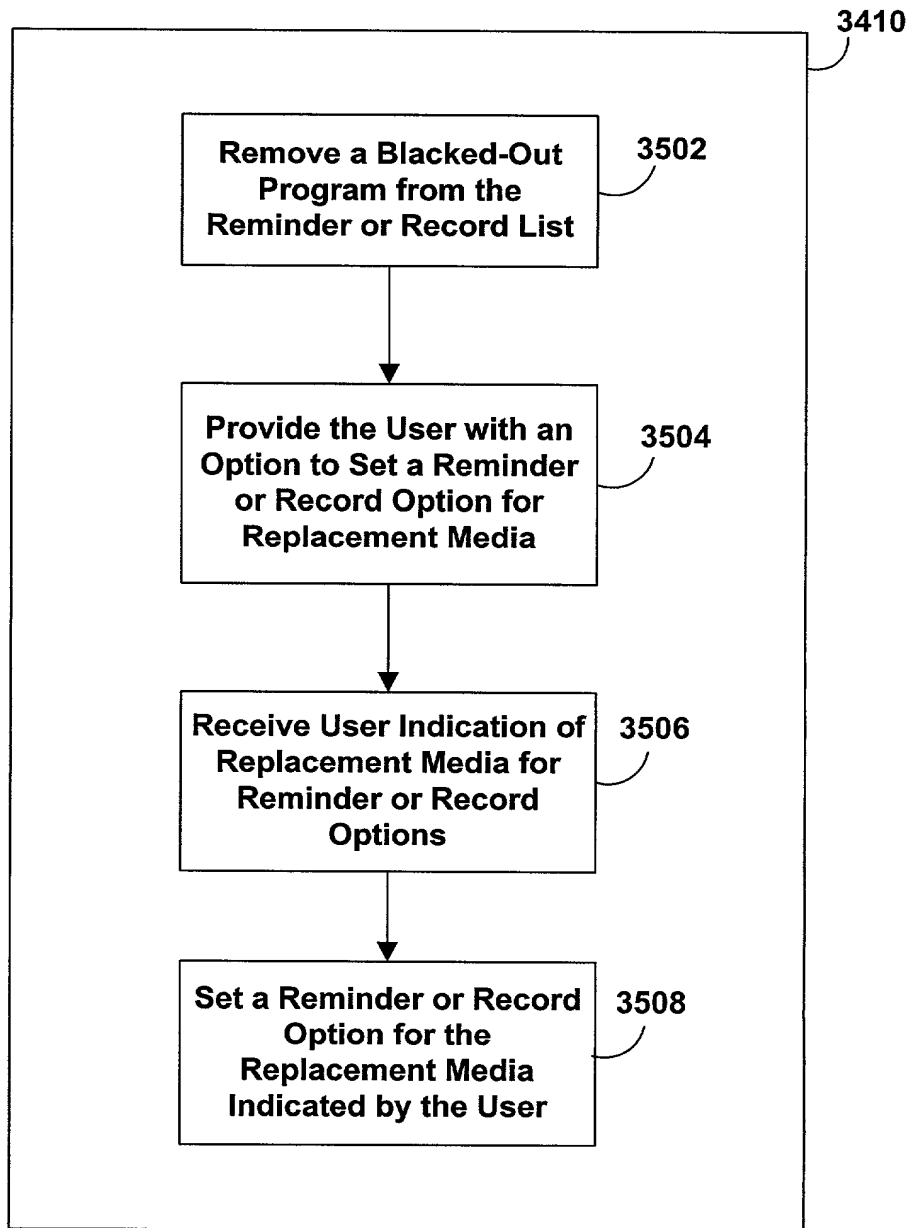 3410
Remove a Blacked-Out
Program from the
Reminder or Record List
3502
Provide the User with an
Option to Set a Reminder
or Record Option for
Replacement Media
3504
Receive User Indication of
Replacement Media for
Reminder or Record
Options
3506
Set a Reminder or Record
Option for the
Replacement Media
Indicated by the User
3508